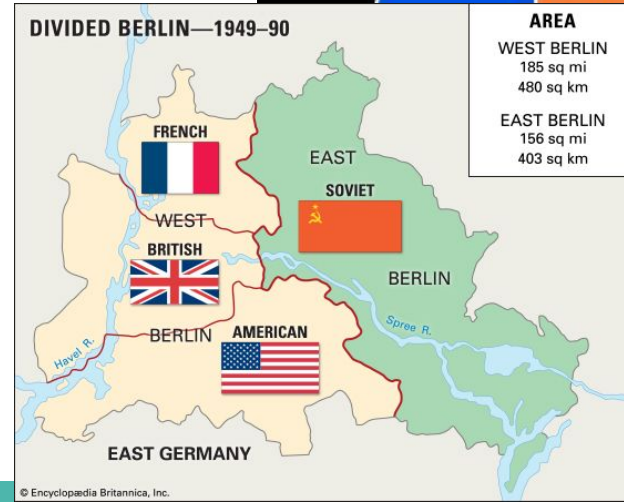 DIVIDED BERLIN—1949–90
AREA
WEST BERLIN
185 sq mi
480 sq km
EAST BERLIN
156 sq mi
403 sq km
FRENCH
WEST
BRITISH
BERLIN
AMERICAN
EAST
SOVIET
BERLIN
Havel R.
Spree R.
EAST GERMANY
© Encyclopædia Britannica, Inc.